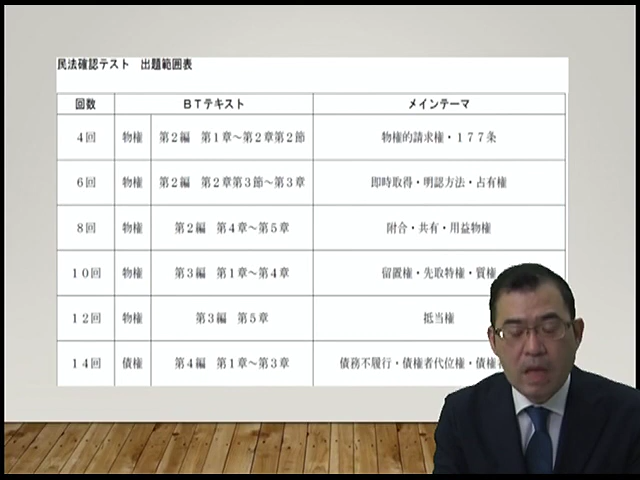 民法確認テスト　出題範囲表
回数　ＢＴテキスト　メインテーマ
４回　物権　第２編　第１章～第２章第２節　物権的請求権・１７７条
６回　物権　第２編　第２章第３節～第３章　即時取得・明認方法・占有権
８回　物権　第２編　第４章～第５章　附合・共有・用益物権
１０回　物権　第３編　第１章～第４章　留置権・先取特権・質権
１２回　物権　第３編　第５章　抵当権
１４回　債権　第４編　第１章～第３章　債務不履行・債権者代位権・債権